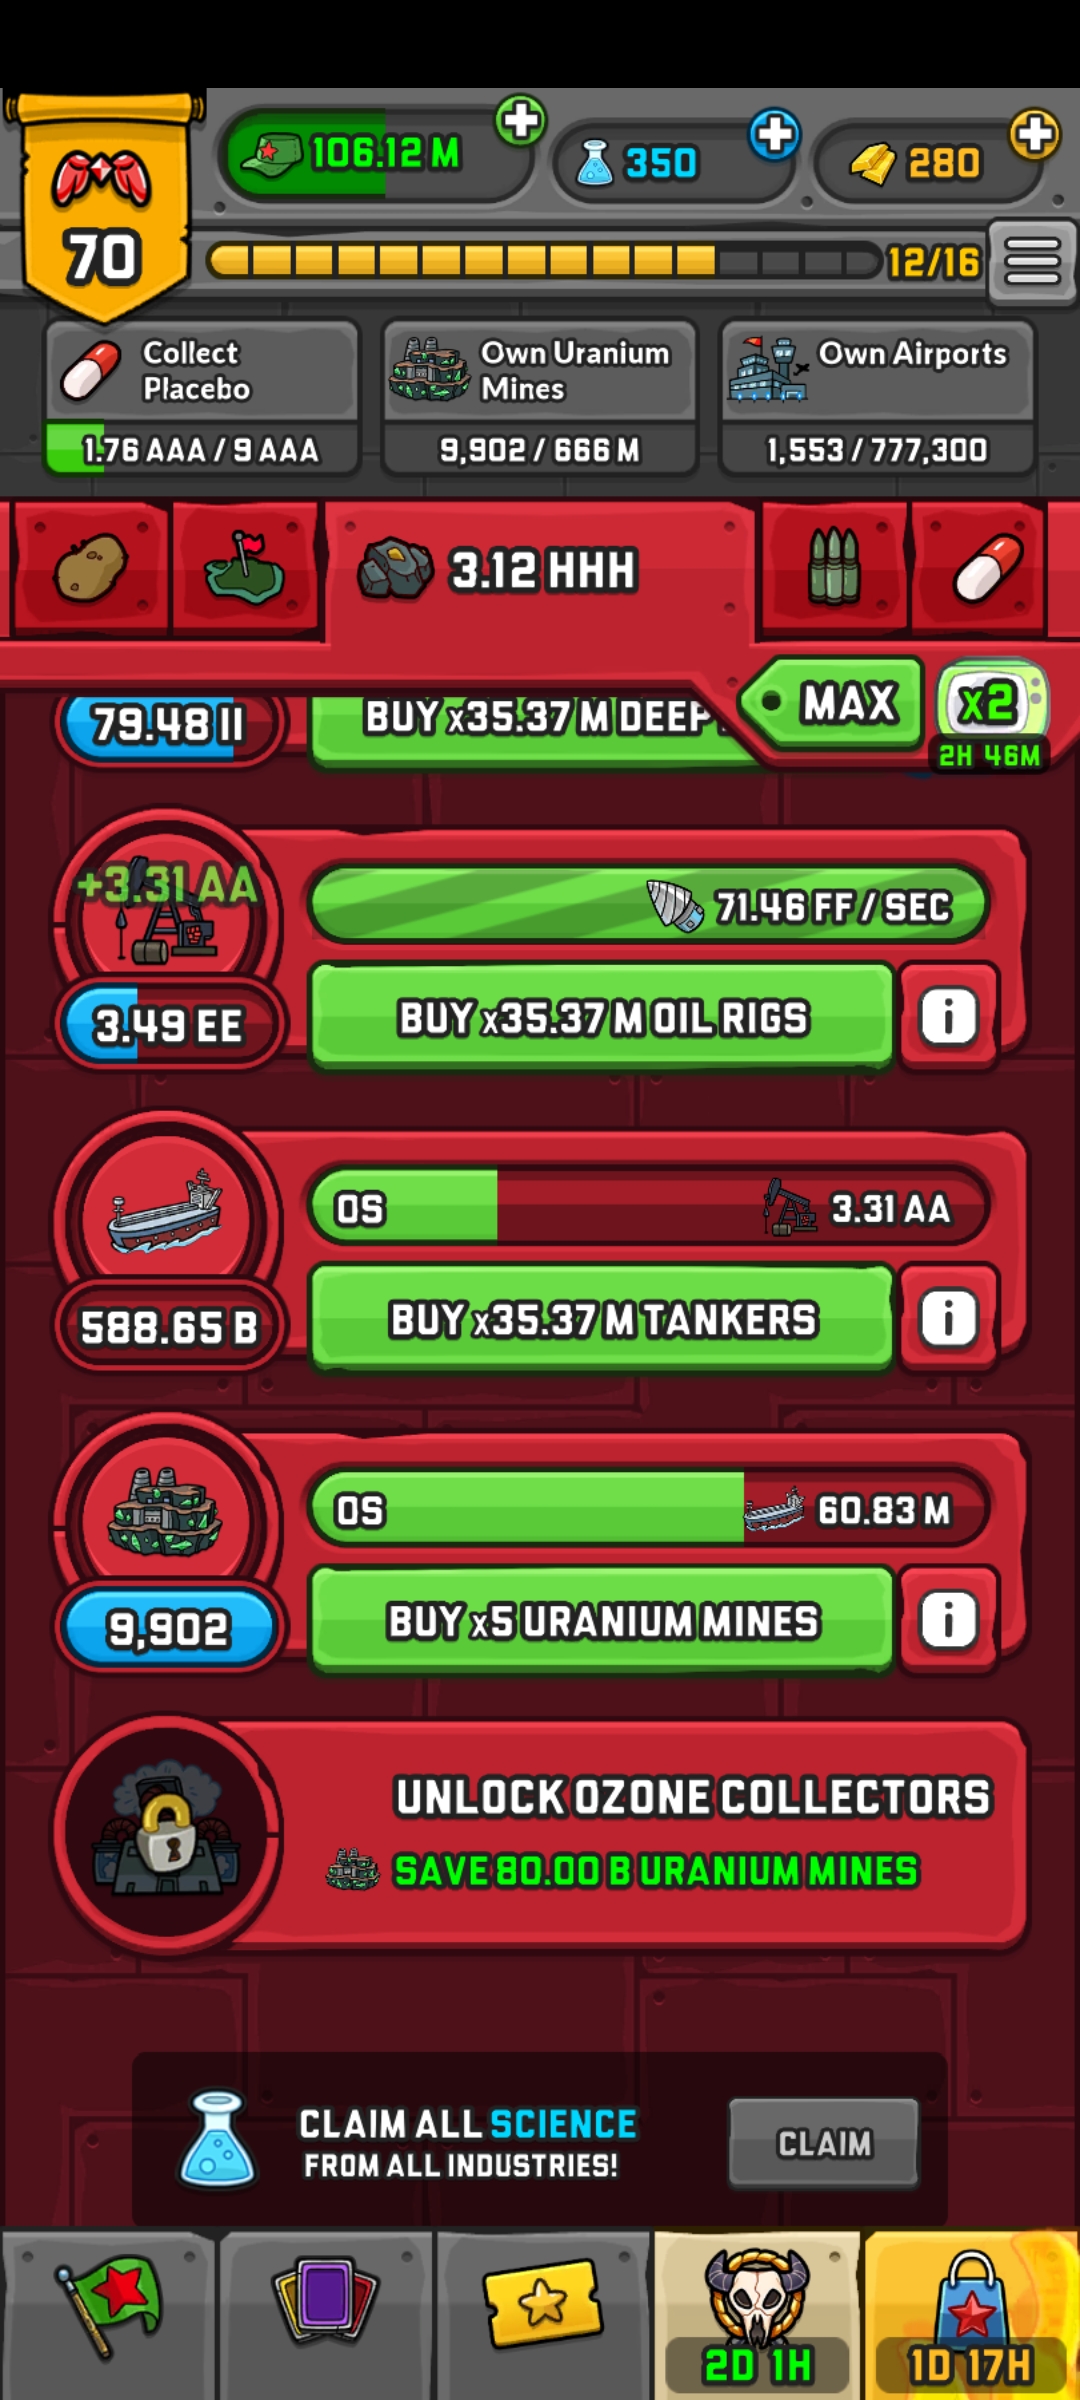 106.12 M
350
280
70
12/16
Collect
Placebo
1.76 AAA / 9 AAA
Own Uranium
Mines
9,902 / 666 M
Own Airports
1,553 / 777,300
3.12 HHH
MAX
x2
2H 46M
79.48 II
BUY x35.37 M DEEP
+3.31 AA
71.46 FF / SEC
3.49 EE
BUY x35.37 M OIL RIGS
i
0S
3.31 AA
588.65 B
BUY x35.37 M TANKERS
i
0S
60.83 M
9,902
BUY x5 URANIUM MINES
i
UNLOCK OZONE COLLECTORS
SAVE 80.00 B URANIUM MINES
CLAIM ALL SCIENCE
FROM ALL INDUSTRIES!
CLAIM
2D 1H
1D 17H